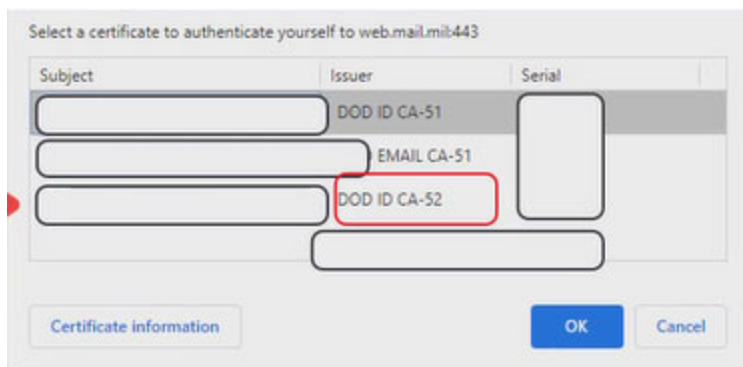 Select a certificate to authenticate yourself to web.mail.mil:443
Subject Issuer Serial
DOD ID CA-51
EMAIL CA-51
DOD ID CA-52
Certificate information OK Cancel